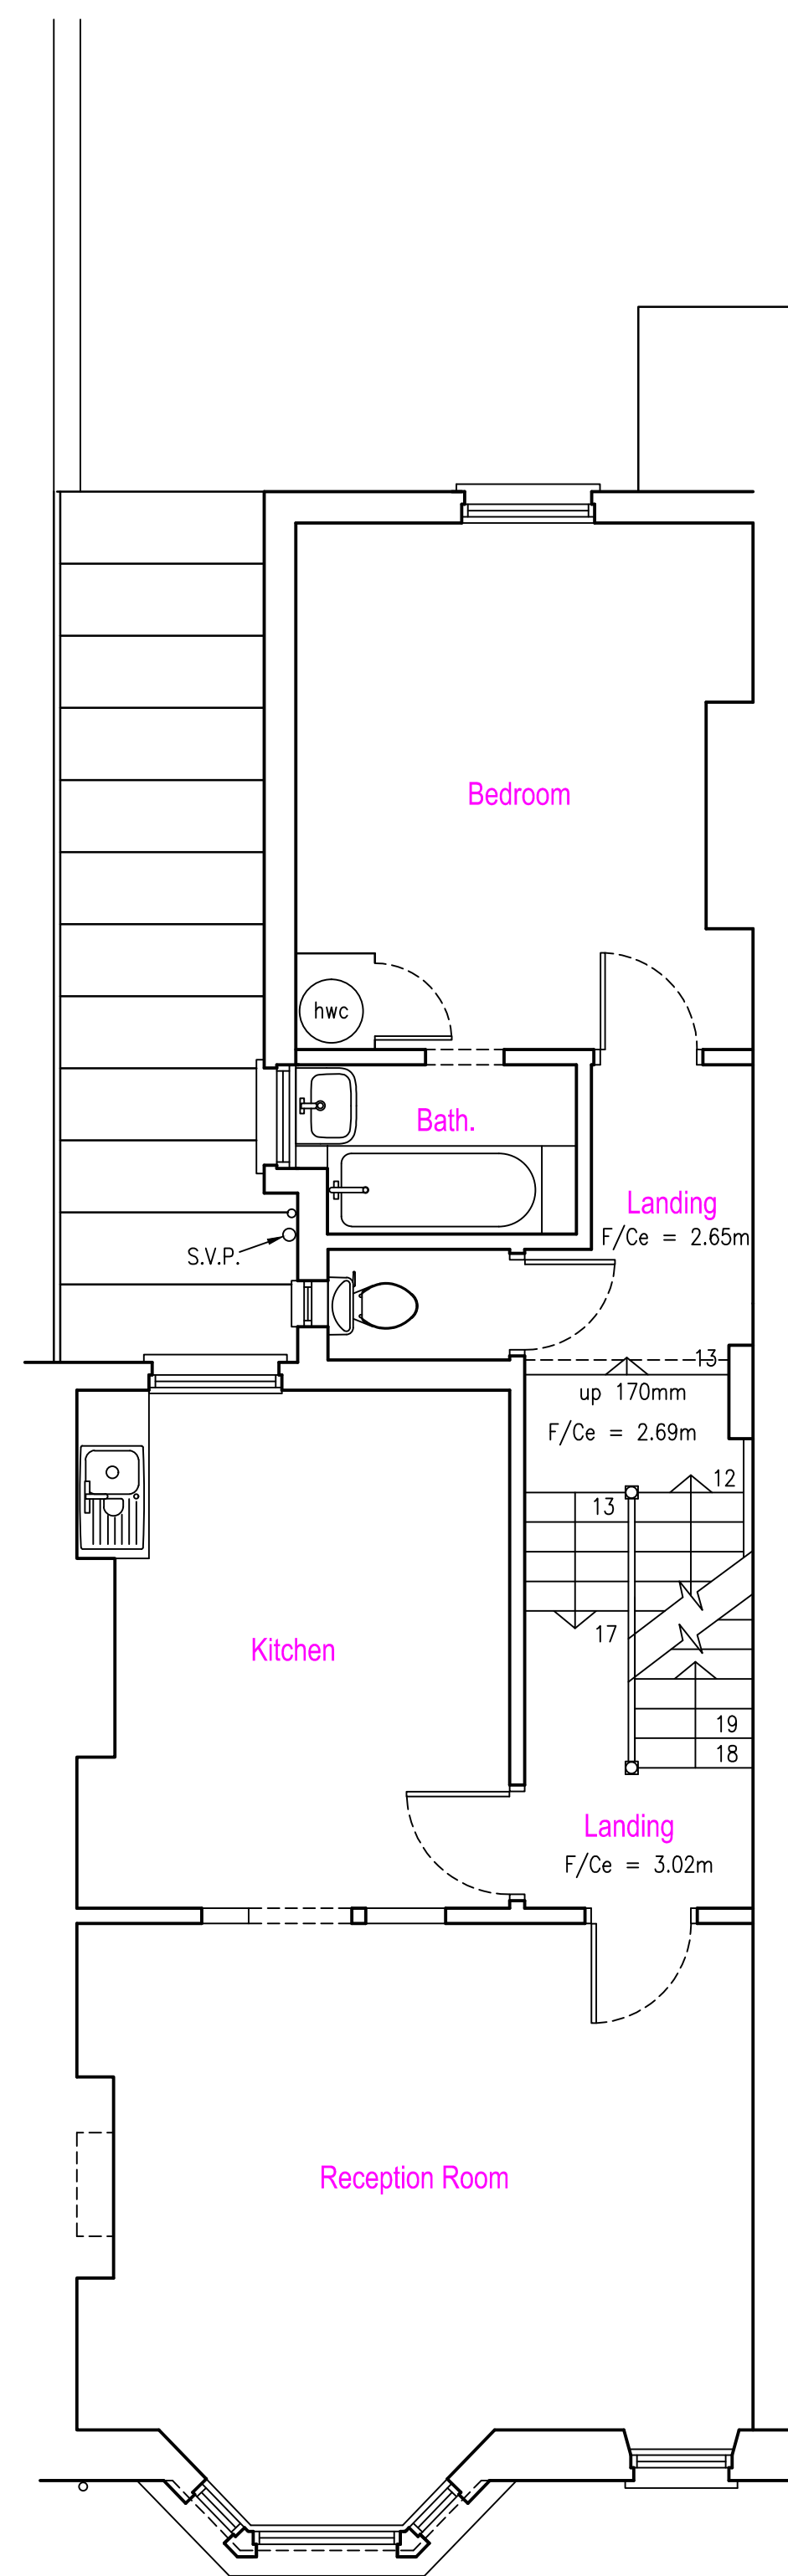 Bedroom
hwc
Bath.
Landing
F/Ce = 2.65m
S.V.P.
13
up 170mm
F/Ce = 2.69m
12
13
17
Kitchen
19
18
Landing
F/Ce = 3.02m
Reception Room